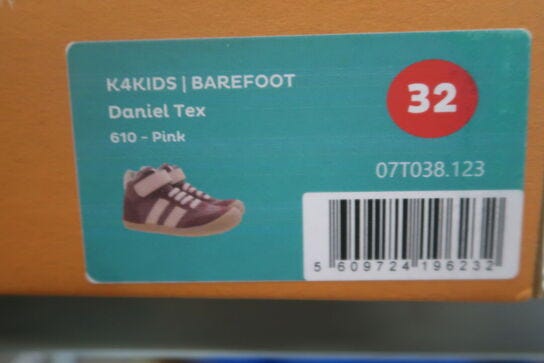 K4KIDS | BAREFOOT
Daniel Tex
610 - Pink
32
07T038.123
5 609724 196232